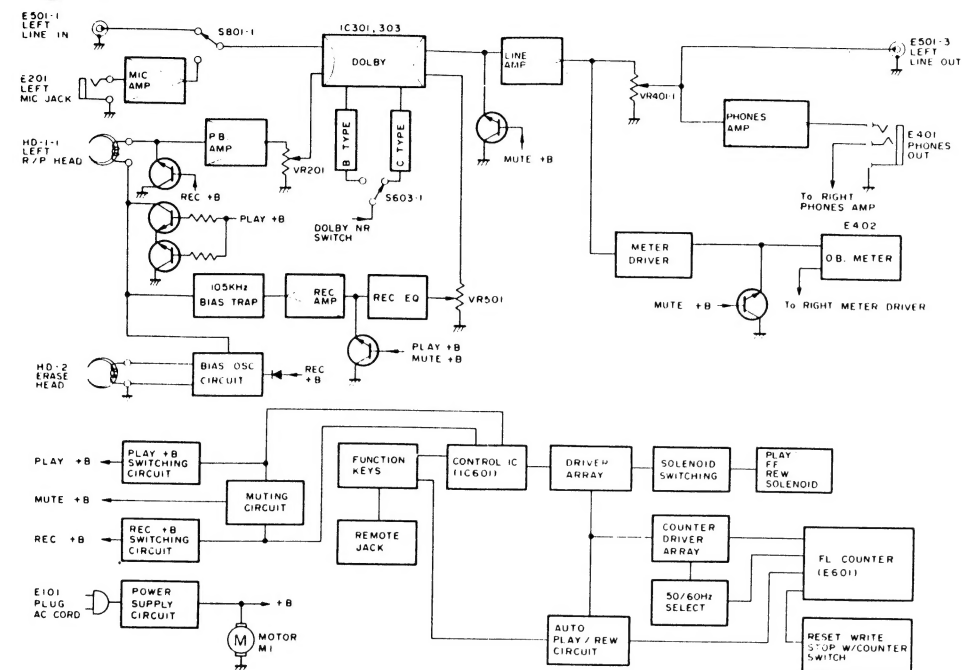 E501-1
LEFT
LINE IN
S801-1
IC301,303
DOLBY
LINE
AMP
E501-3
LEFT
LINE OUT
E201
LEFT
MIC JACK
MIC
AMP
VR401-1
PHONES
AMP
E401
PHONES
OUT
To RIGHT
PHONES AMP
HD-1-1
LEFT
R/P HEAD
P.B.
AMP
VR201
B TYPE
C TYPE
S603-1
DOLBY NR
SWITCH
MUTE +B
REC +B
PLAY +B
METER
DRIVER
E402
O.B. METER
MUTE +B
To RIGHT METER DRIVER
105KHz
BIAS TRAP
REC
AMP
REC EQ
VR501
PLAY +B
MUTE +B
HD-2
ERASE
HEAD
BIAS OSC
CIRCUIT
REC
+B
PLAY +B
PLAY +B
SWITCHING
CIRCUIT
MUTE +B
MUTING
CIRCUIT
REC +B
REC +B
SWITCHING
CIRCUIT
FUNCTION
KEYS
REMOTE
JACK
CONTROL IC
(IC601)
DRIVER
ARRAY
SOLENOID
SWITCHING
PLAY
FF
REW
SOLENOID
COUNTER
DRIVER
ARRAY
50/60Hz
SELECT
FL COUNTER
(E601)
E101
PLUG
AC CORD
POWER
SUPPLY
CIRCUIT
+B
M
MOTOR
M1
AUTO
PLAY/REW
CIRCUIT
RESET WRITE
STOP W/COUNTER
SWITCH